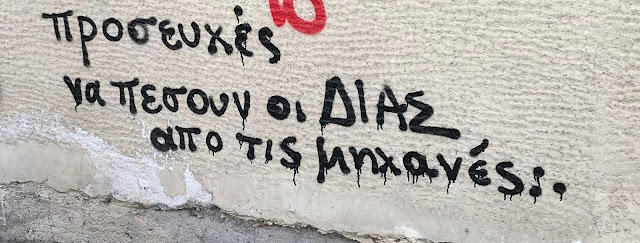 προσευχές
να πεσουν οι ΔΙΑΣ
απο τις μηχανές:.